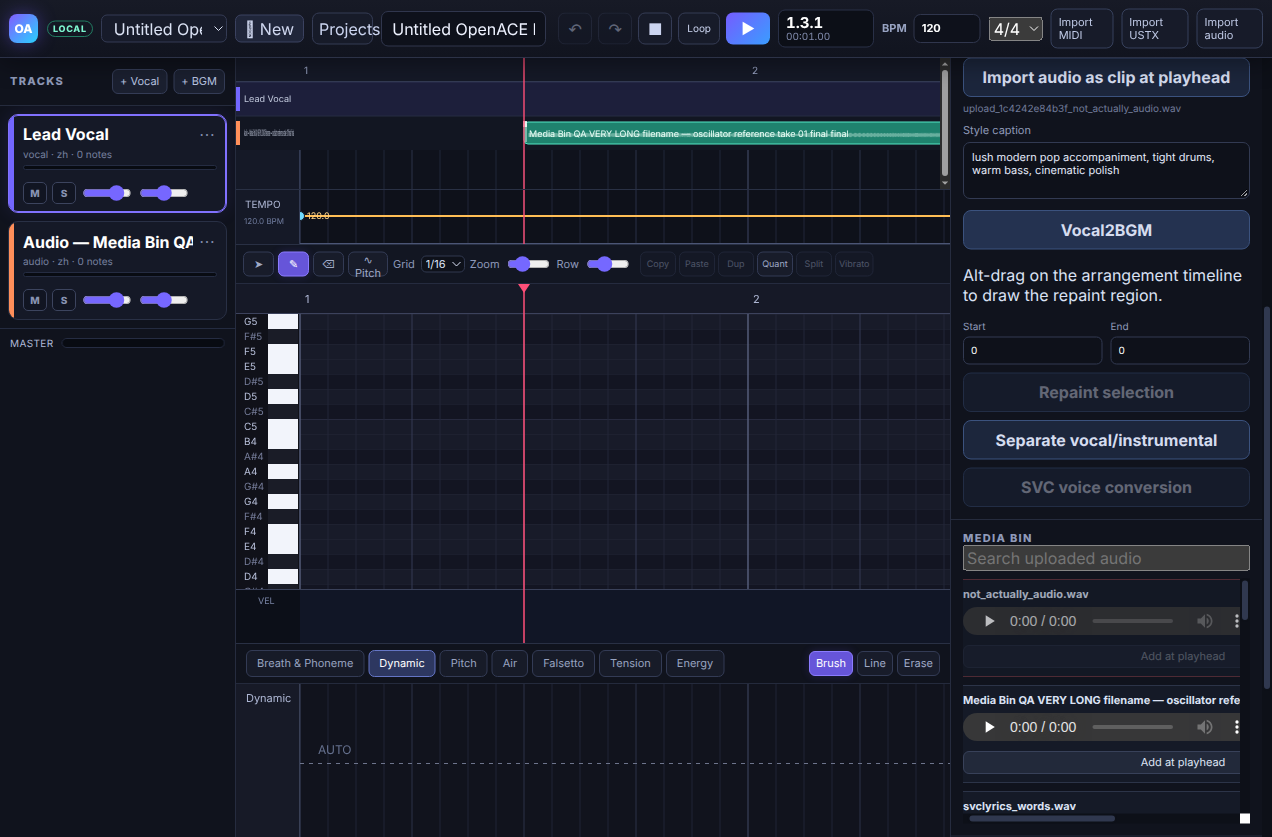 OA LOCAL Untitled Ope New Projects Untitled OpenACE Loop 1.3.1 BPM 120 4/4 Import MIDI Import USTX Import audio
00:01.00
TRACKS + Vocal + BGM
Lead Vocal ...
vocal · zh · 0 notes
M S
Audio — Media Bin QA ...
audio · zh · 0 notes
M S
MASTER
1 2
Lead Vocal
Media Bin QA VERY LONG filename — oscillator reference take 01 final final
TEMPO
120.0 BPM
120.0
Pitch Grid 1/16 Zoom Row Copy Paste Dup Quant Split Vibrato
1 2
G5
F#5
F5
E5
D#5
D5
C#5
C5
B4
A#4
A4
G#4
G4
F#4
F4
E4
D#4
D4
VEL
Breath & Phoneme Dynamic Pitch Air Falsetto Tension Energy Brush Line Erase
Dynamic
AUTO
Import audio as clip at playhead
upload_1c4242e84b3f_not_actually_audio.wav
Style caption
lush modern pop accompaniment, tight drums,
warm bass, cinematic polish
Vocal2BGM
Alt-drag on the arrangement timeline
to draw the repaint region.
Start End
0 0
Repaint selection
Separate vocal/instrumental
SVC voice conversion
MEDIA BIN
Search uploaded audio
not_actually_audio.wav
0:00 / 0:00
Add at playhead
Media Bin QA VERY LONG filename — oscillator refe
0:00 / 0:00
Add at playhead
svclyrics_words.wav